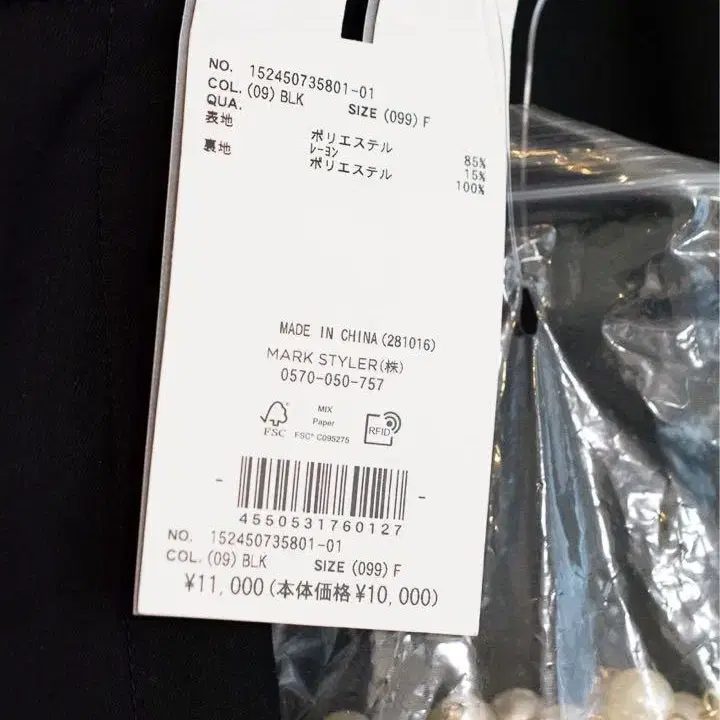 NO. 152450735801-01
COL. (09) BLK SIZE (099) F
QUA.
表地 ポリエステル 85%
レーヨン 15%
裏地 ポリエステル 100%
MADE IN CHINA (281016)
MARK STYLER(株)
0570-050-757
FSC
MIX
Paper
FSC® C095275
RFID
4550531760127
NO. 152450735801-01
COL. (09) BLK SIZE (099) F
¥11,000(本体価格¥10,000)